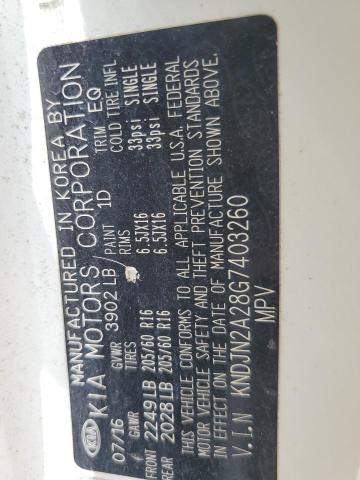 MANUFACTURED IN KOREA BY
KIA KIA MOTORS CORPORATION
07/16 GVWR 3902 LB PAINT 1D TRIM EQ
GAWR TIRES RIMS COLD TIRE INFL
FRONT 2249LB 205/60 R16 6.5JX16 33psi SINGLE
REAR 2028LB 205/60 R16 6.5JX16 33psi SINGLE
THIS VEHICLE CONFORMS TO ALL APPLICABLE U.S.A. FEDERAL
MOTOR VEHICLE SAFETY AND THEFT PREVENTION STANDARDS
IN EFFECT ON THE DATE OF MANUFACTURE SHOWN ABOVE.
V.I.N KNDJN2A28G7403260
MPV